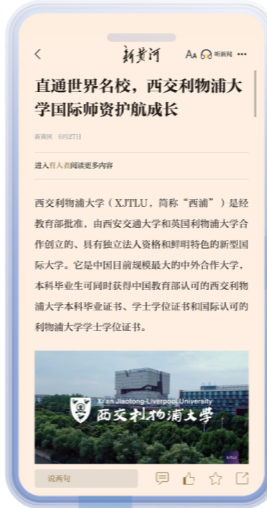 新黄河
AA 听新闻
直通世界名校，西交利物浦大
学国际师资护航成长
新黄河 6月27日
进入育人者阅读更多内容
西交利物浦大学（XJTLU，简称“西浦”）是经
教育部批准，由西安交通大学和英国利物浦大学合
作创立的、具有独立法人资格和鲜明特色的新型国
际大学。它是中国目前规模最大的中外合作大学，
本科毕业生可同时获得中国教育部认可的西交利物
浦大学本科毕业证书、学士学位证书和国际认可的
利物浦大学学士学位证书。
Xi'an Jiaotong-Liverpool University
西交利物浦大学
说两句